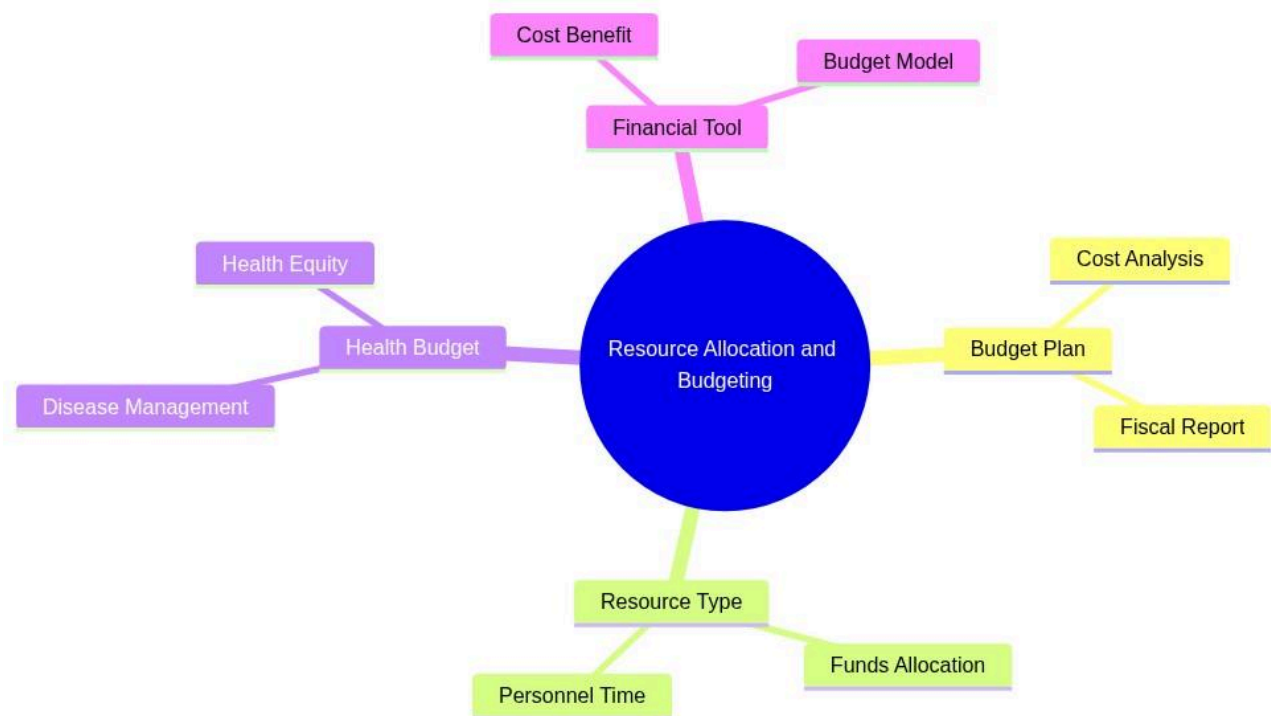 Cost Benefit
Budget Model
Financial Tool
Cost Analysis
Health Equity
Resource Allocation and
Budgeting
Health Budget
Budget Plan
Disease Management
Fiscal Report
Resource Type
Funds Allocation
Personnel Time